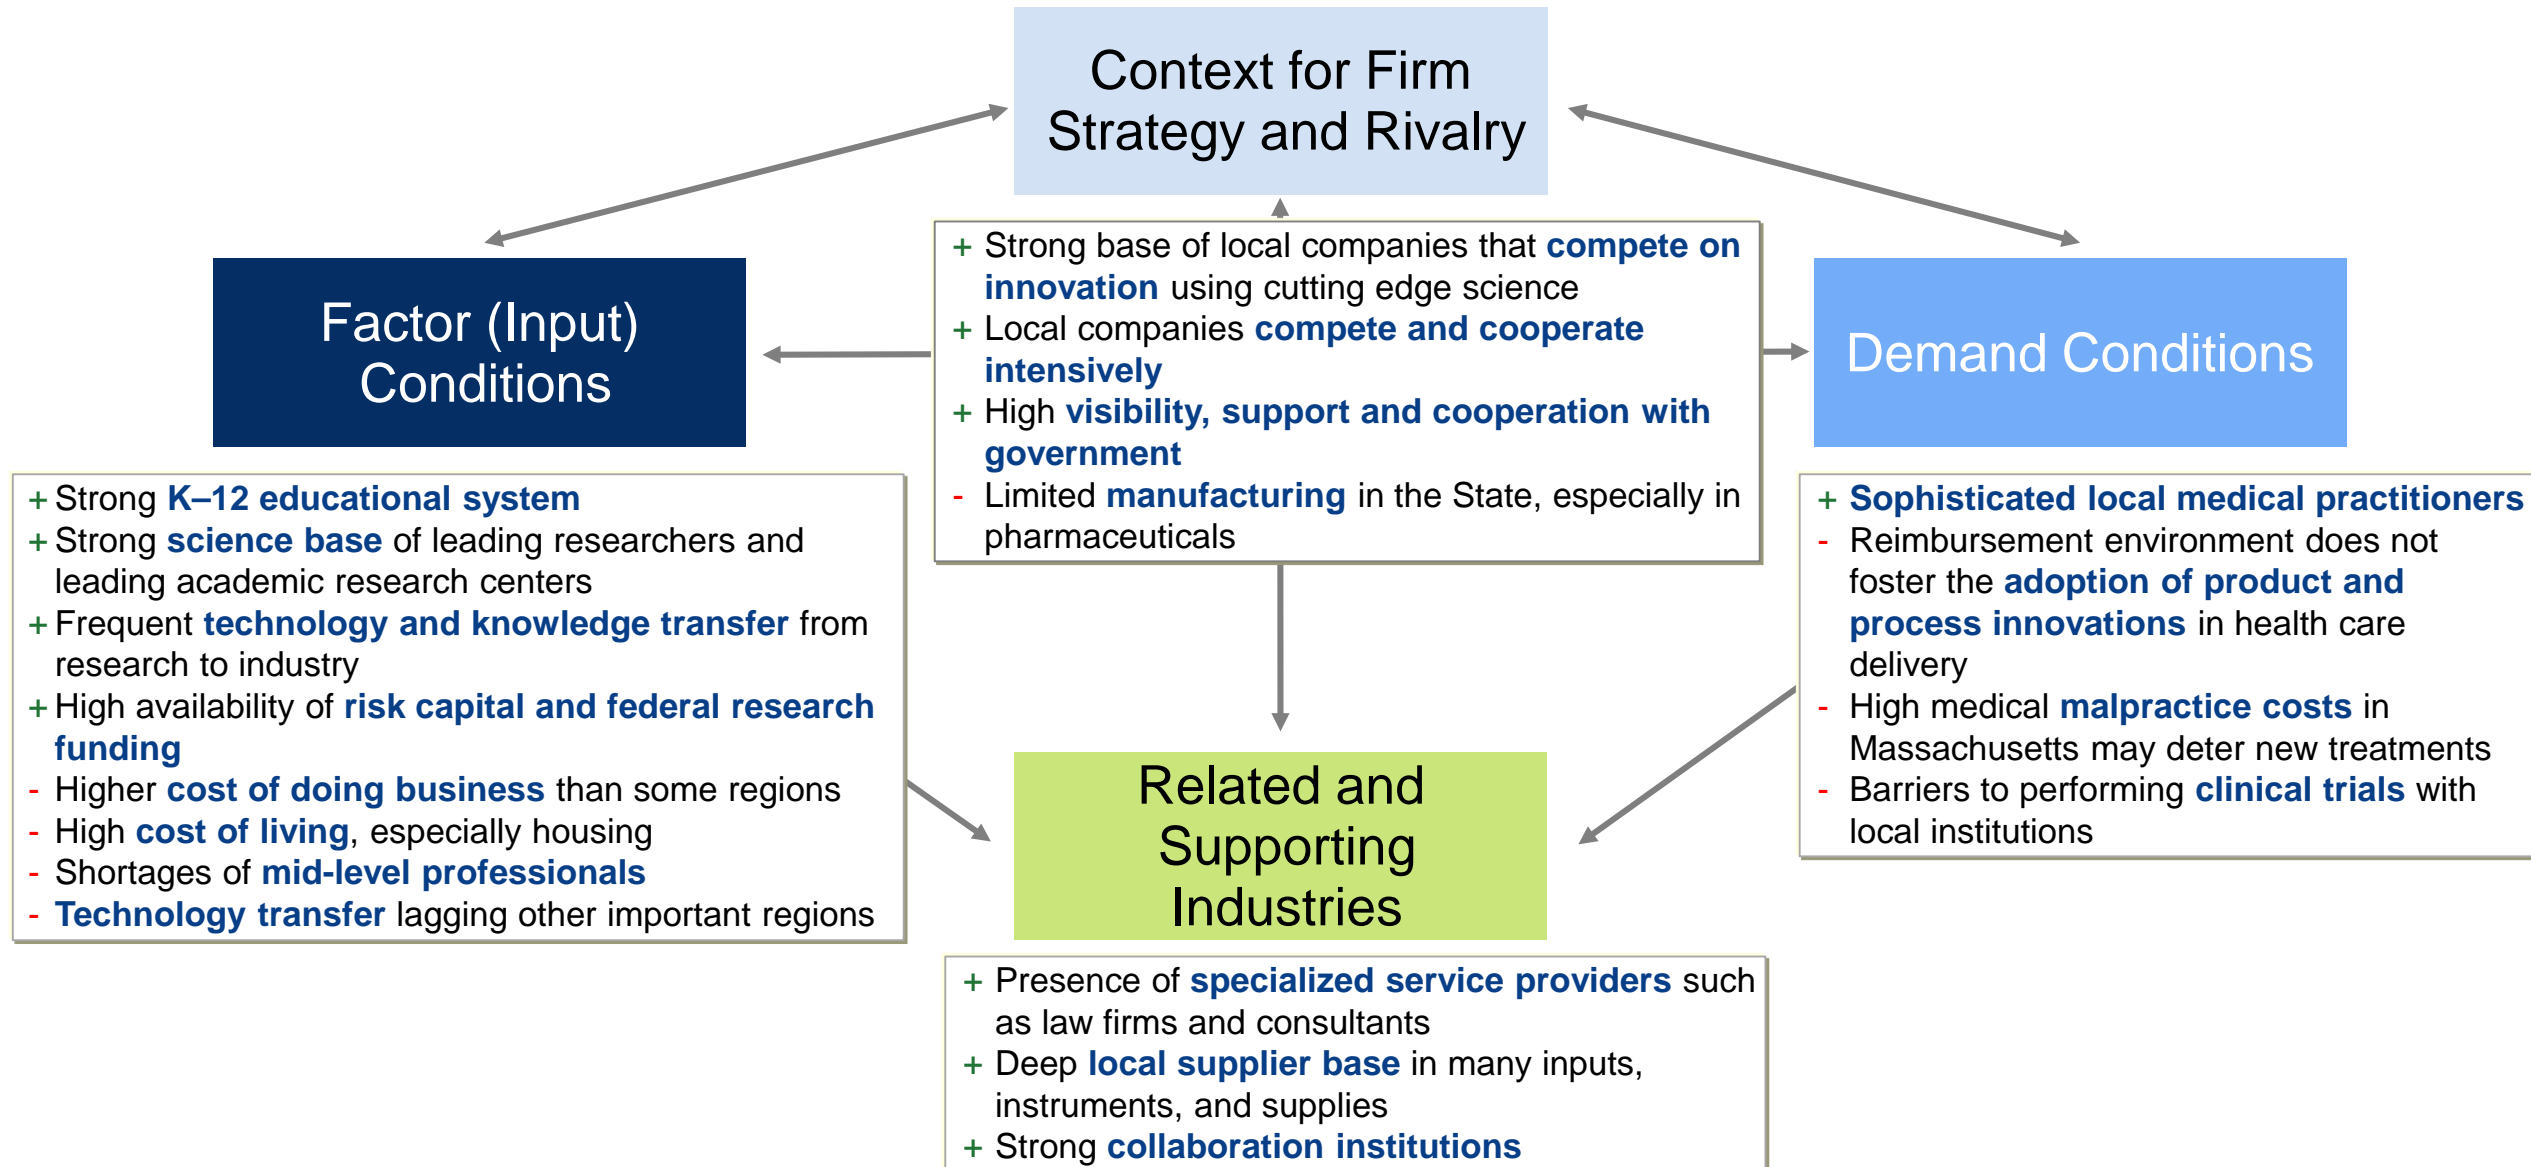 Context for Firm
Strategy and Rivalry
Factor (Input)
Conditions
+ Strong base of local companies that compete on
innovation using cutting edge science
+ Local companies compete and cooperate
intensively
+ High visibility, support and cooperation with
government
- Limited manufacturing in the State, especially in
pharmaceuticals
Demand Conditions
+ Strong K–12 educational system
+ Strong science base of leading researchers and
leading academic research centers
+ Frequent technology and knowledge transfer from
research to industry
+ High availability of risk capital and federal research
funding
- Higher cost of doing business than some regions
- High cost of living, especially housing
- Shortages of mid-level professionals
- Technology transfer lagging other important regions
+ Sophisticated local medical practitioners
- Reimbursement environment does not
foster the adoption of product and
process innovations in health care
delivery
- High medical malpractice costs in
Massachusetts may deter new treatments
- Barriers to performing clinical trials with
local institutions
Related and
Supporting
Industries
+ Presence of specialized service providers such
as law firms and consultants
+ Deep local supplier base in many inputs,
instruments, and supplies
+ Strong collaboration institutions